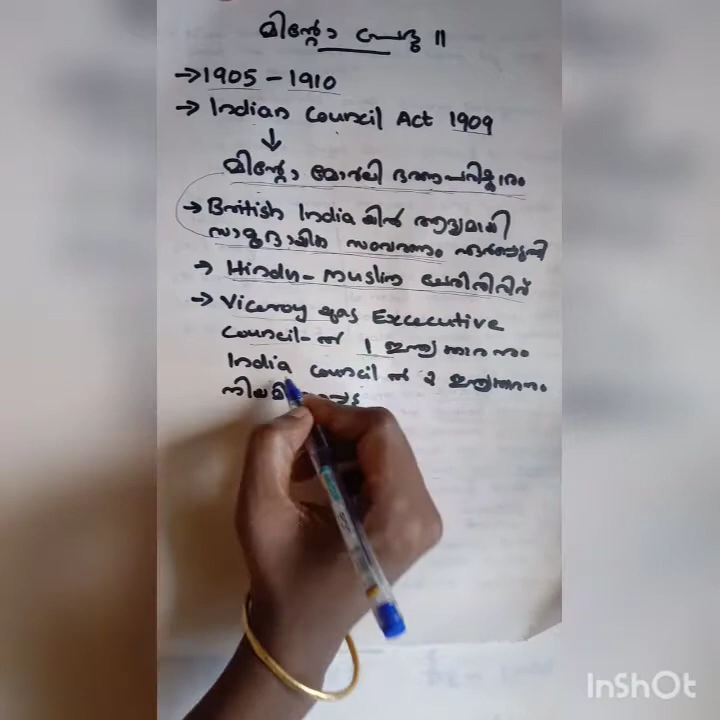 മിന്റോ പ്രഭു II
→ 1905 - 1910
→ Indian Council Act 1909
↓
മിന്റോ മോർലി ഭരണപരിഷ്കാരം
→ British India യിൽ ആദ്യമായി
സാമുദായിക സംവരണം ഏർപ്പെടുത്തി
→ Hindu - Muslim ഭിന്നിപ്പ്
→ Viceroy യുടെ Excecutive
Council-ൽ 1 ഇന്ത്യക്കാരനും
India Council ൽ 2 ഇന്ത്യക്കാരനും
InShOt